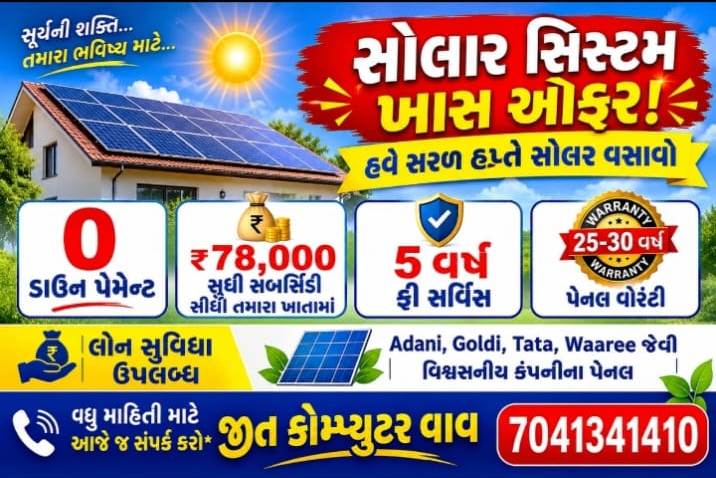 સૂર્યની શક્તિ...
તમારા ભવિષ્ય માટે...
સોલાર સિસ્ટમ
ખાસ ઓફર!
હવે સરળ હપ્તે સોલર વસાવો
0
ડાઉન પેમેન્ટ
₹
₹78,000
સુધી સબસિડી
સીધી તમારા ખાતામાં
5 વર્ષ
ફ્રી સર્વિસ
WARRANTY
25-30 વર્ષ
WARRANTY
પેનલ વોરંટી
₹
લોન સુવિધા
ઉપલબ્ધ
Adani, Goldi, Tata, Waaree જેવી
વિશ્વસનીય કંપનીના પેનલ
વધુ માહિતી માટે
આજે જ સંપર્ક કરો*
જીત કોમ્પ્યુટર વાવ
7041341410